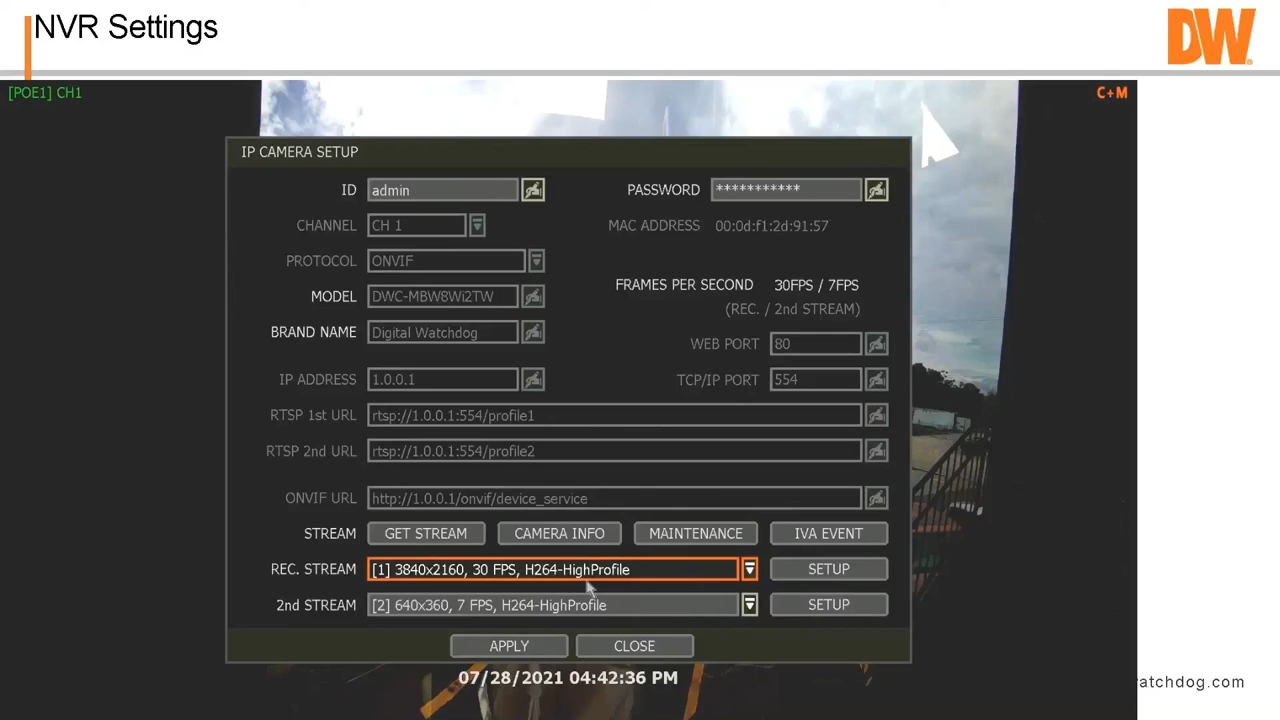 NVR Settings
DW
[POE1] CH1
C+M
IP CAMERA SETUP
ID admin PASSWORD ***********
CHANNEL CH 1 MAC ADDRESS 00:0d:f1:2d:91:57
PROTOCOL ONVIF
FRAMES PER SECOND 30FPS / 7FPS
MODEL DWC-MBW8Wi2TW
(REC. / 2nd STREAM)
BRAND NAME Digital Watchdog
WEB PORT 80
IP ADDRESS 1.0.0.1 TCP/IP PORT 554
RTSP 1st URL rtsp://1.0.0.1:554/profile1
RTSP 2nd URL rtsp://1.0.0.1:554/profile2
ONVIF URL http://1.0.0.1/onvif/device_service
STREAM GET STREAM CAMERA INFO MAINTENANCE IVA EVENT
REC. STREAM [1] 3840x2160, 30 FPS, H264-HighProfile SETUP
2nd STREAM [2] 640x360, 7 FPS, H264-HighProfile SETUP
APPLY CLOSE
07/28/2021 04:42:36 PM
atchdog.com